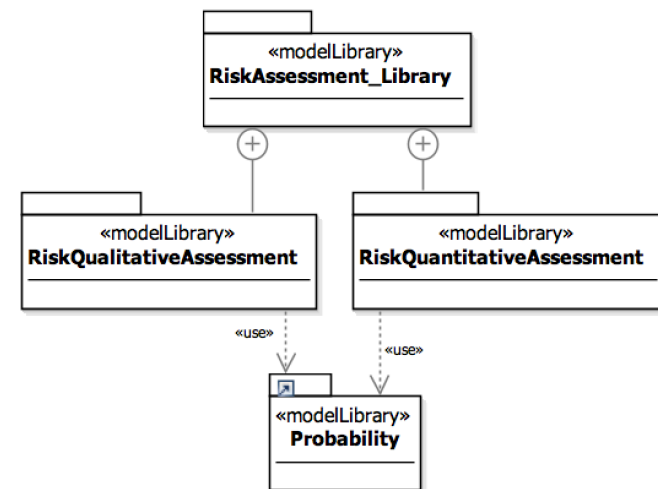 «modelLibrary»
RiskAssessment_Library
«modelLibrary»
RiskQualitativeAssessment
«modelLibrary»
RiskQuantitativeAssessment
«use»
«use»
«modelLibrary»
Probability